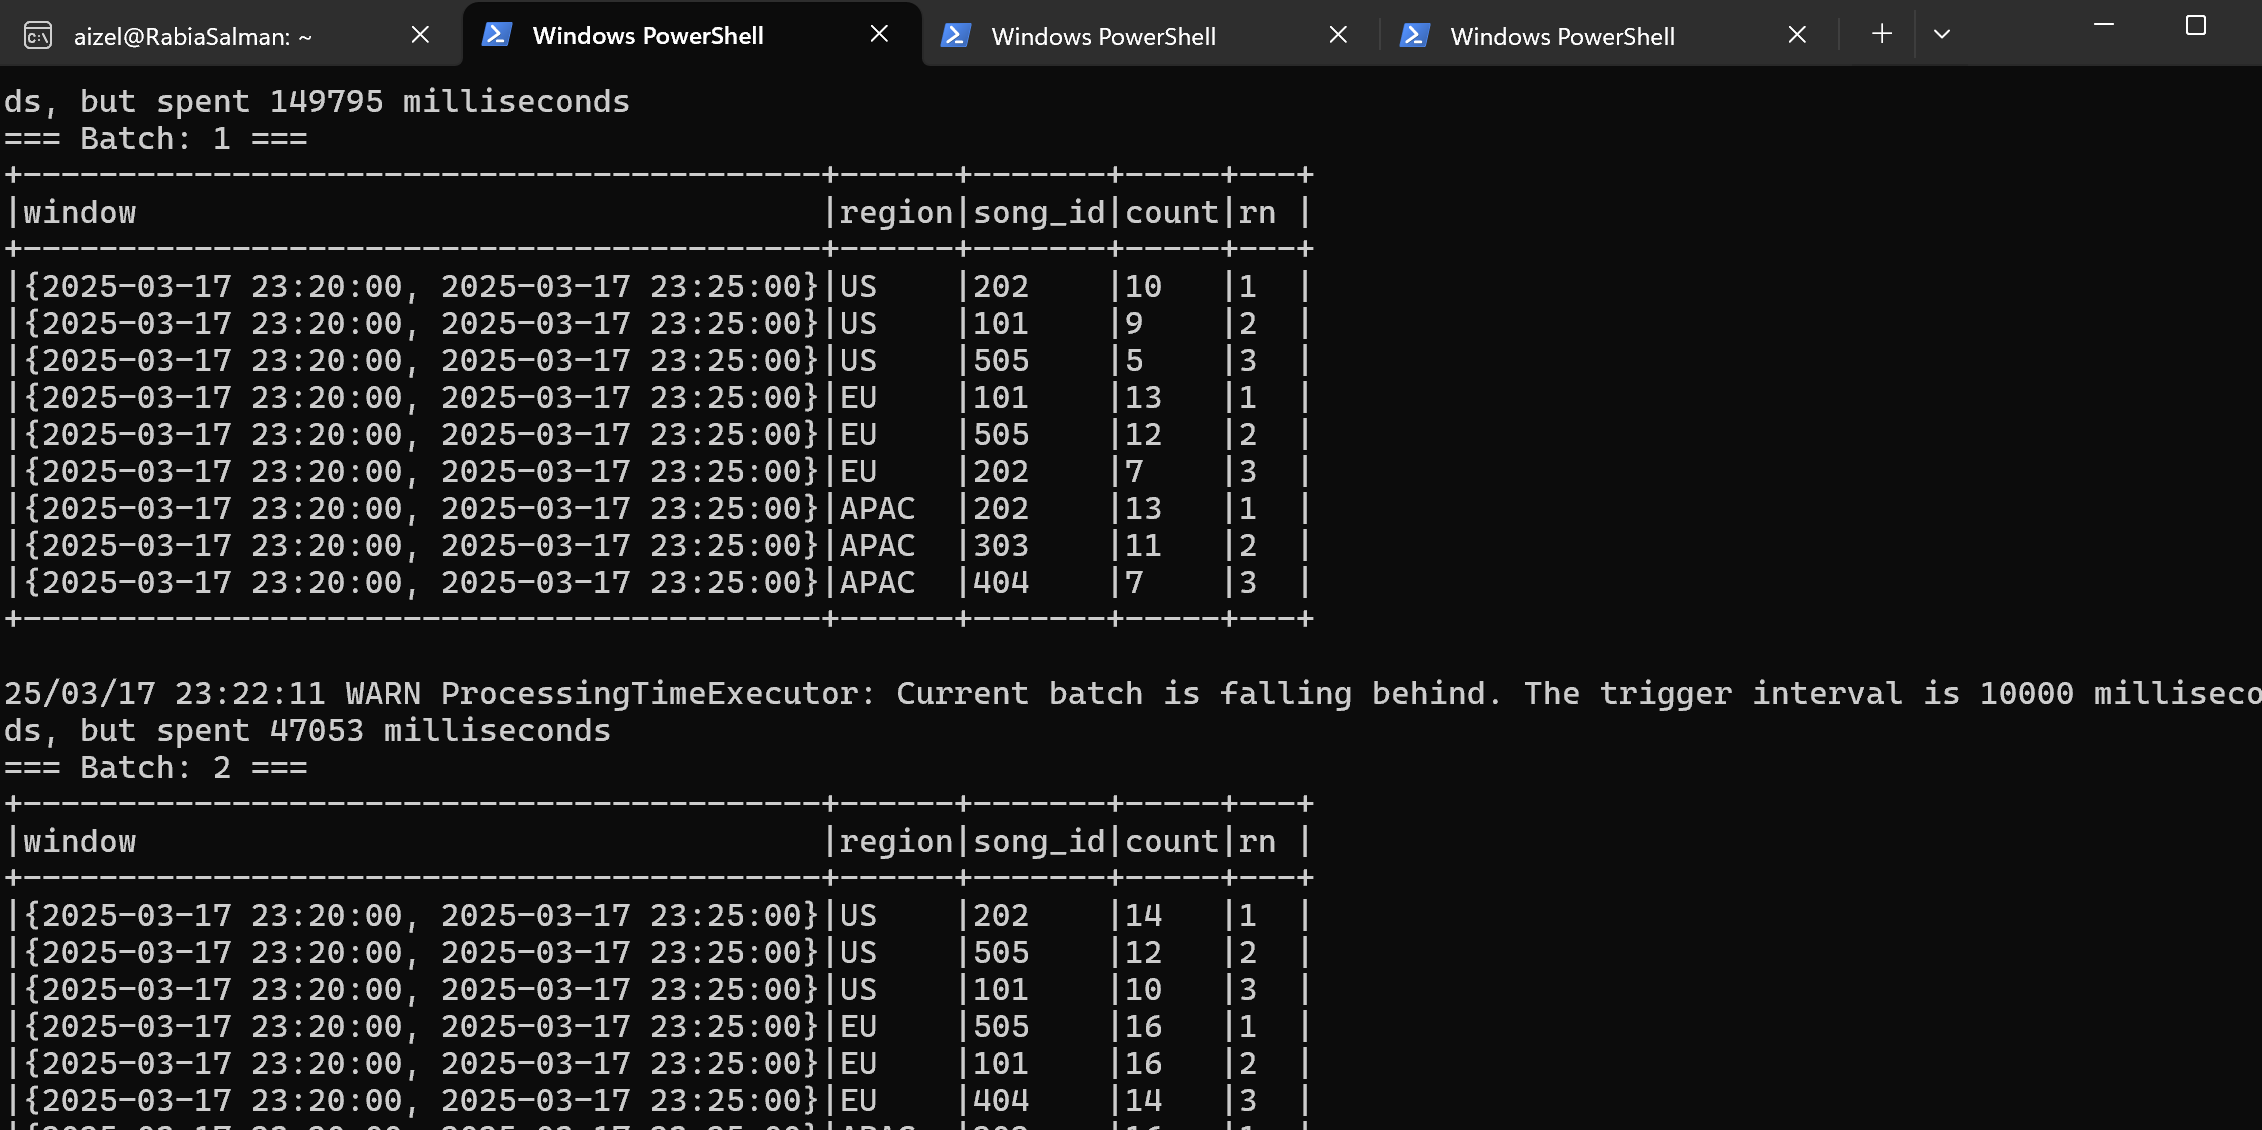 aizel@RabiaSalman: ~
Windows PowerShell
Windows PowerShell
Windows PowerShell
ds, but spent 149795 milliseconds
=== Batch: 1 ===
+------------------------------------------+------+-------+-----+---+
|window                                    |region|song_id|count|rn |
+------------------------------------------+------+-------+-----+---+
|{2025-03-17 23:20:00, 2025-03-17 23:25:00}|US    |202    |10   |1  |
|{2025-03-17 23:20:00, 2025-03-17 23:25:00}|US    |101    |9    |2  |
|{2025-03-17 23:20:00, 2025-03-17 23:25:00}|US    |505    |5    |3  |
|{2025-03-17 23:20:00, 2025-03-17 23:25:00}|EU    |101    |13   |1  |
|{2025-03-17 23:20:00, 2025-03-17 23:25:00}|EU    |505    |12   |2  |
|{2025-03-17 23:20:00, 2025-03-17 23:25:00}|EU    |202    |7    |3  |
|{2025-03-17 23:20:00, 2025-03-17 23:25:00}|APAC  |202    |13   |1  |
|{2025-03-17 23:20:00, 2025-03-17 23:25:00}|APAC  |303    |11   |2  |
|{2025-03-17 23:20:00, 2025-03-17 23:25:00}|APAC  |404    |7    |3  |
+------------------------------------------+------+-------+-----+---+
25/03/17 23:22:11 WARN ProcessingTimeExecutor: Current batch is falling behind. The trigger interval is 10000 milliseco
ds, but spent 47053 milliseconds
=== Batch: 2 ===
+------------------------------------------+------+-------+-----+---+
|window                                    |region|song_id|count|rn |
+------------------------------------------+------+-------+-----+---+
|{2025-03-17 23:20:00, 2025-03-17 23:25:00}|US    |202    |14   |1  |
|{2025-03-17 23:20:00, 2025-03-17 23:25:00}|US    |505    |12   |2  |
|{2025-03-17 23:20:00, 2025-03-17 23:25:00}|US    |101    |10   |3  |
|{2025-03-17 23:20:00, 2025-03-17 23:25:00}|EU    |505    |16   |1  |
|{2025-03-17 23:20:00, 2025-03-17 23:25:00}|EU    |101    |16   |2  |
|{2025-03-17 23:20:00, 2025-03-17 23:25:00}|EU    |404    |14   |3  |